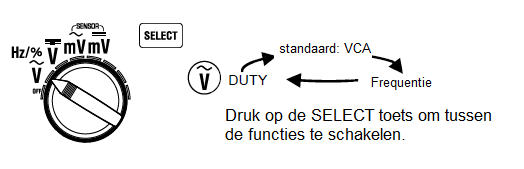 SENSOR
mV mV
Hz/% V
V
OFF
SELECT
standaard: VCA
V DUTY
Frequentie
Druk op de SELECT toets om tussen
de functies te schakelen.